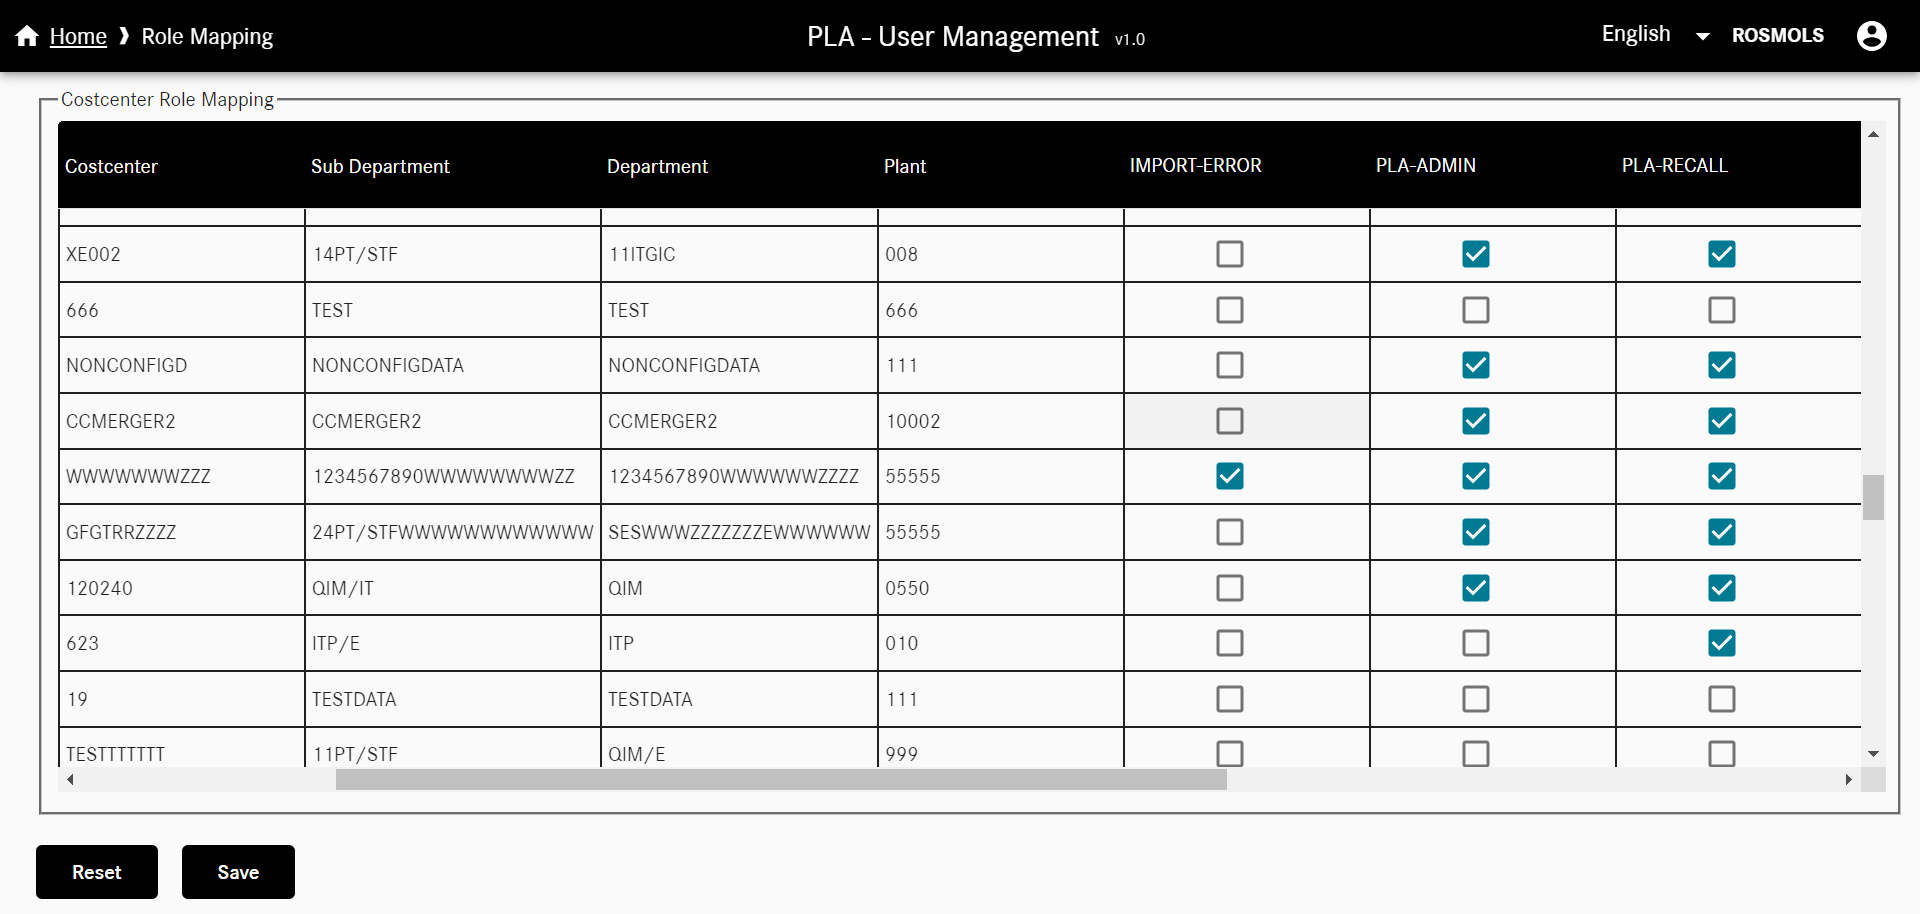 Home ❯ Role Mapping
PLA - User Management v1.0
English
ROSMOLS
Costcenter Role Mapping
Costcenter Sub Department Department Plant IMPORT-ERROR PLA-ADMIN PLA-RECALL
XE002 14PT/STF 11ITGIC 008
666 TEST TEST 666
NONCONFIGD NONCONFIGDATA NONCONFIGDATA 111
CCMERGER2 CCMERGER2 CCMERGER2 10002
WWWWWWWZZZ 1234567890WWWWWWWWZZ 1234567890WWWWWWZZZZ 55555
GFGTRRZZZZ 24PT/STFWWWWWWWWWWWW SESWWWZZZZZZZEWWWWWW 55555
120240 QIM/IT QIM 0550
623 ITP/E ITP 010
19 TESTDATA TESTDATA 111
TESTTTTTTT 11PT/STF QIM/E 999
Reset Save